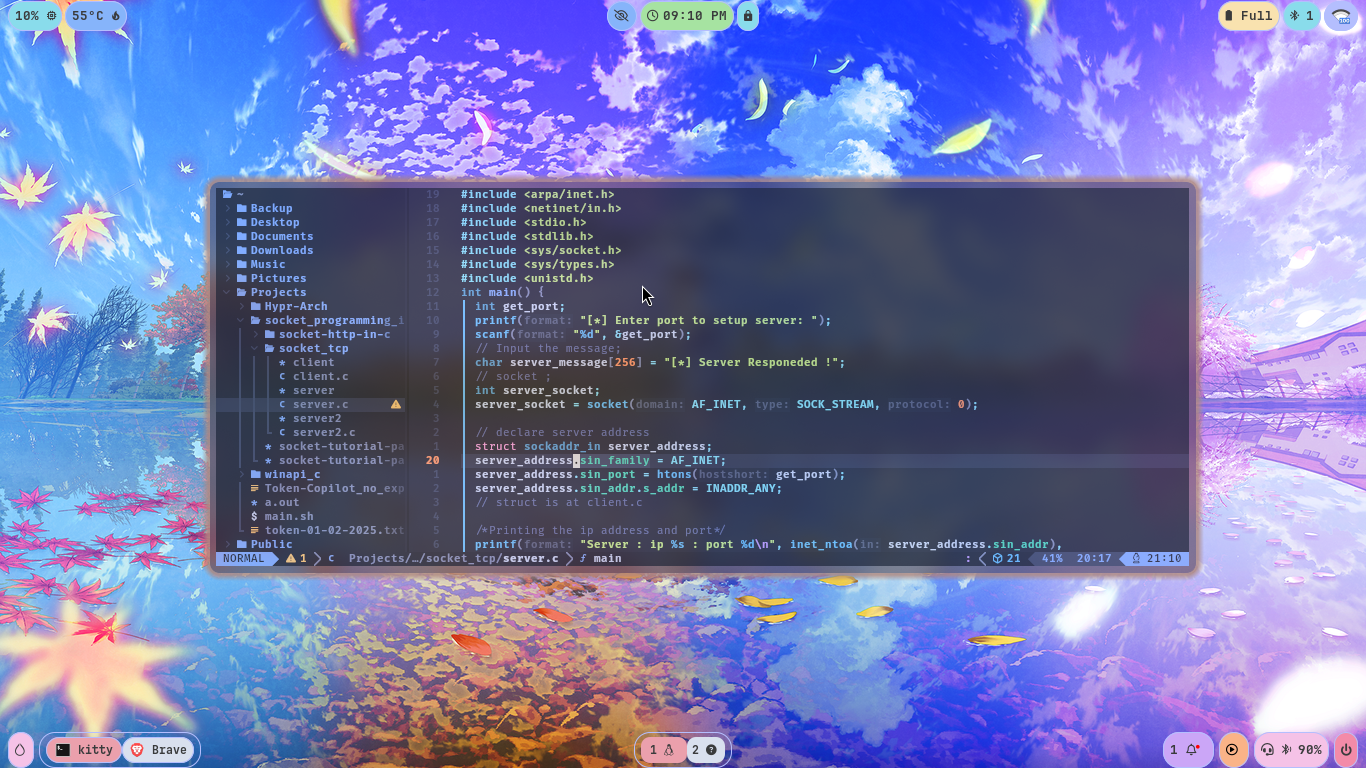 10% 55°C 09:10 PM Full 1
~ 19 #include <arpa/inet.h>
Backup 18 #include <netinet/in.h>
Desktop 17 #include <stdio.h>
Documents 16 #include <stdlib.h>
Downloads 15 #include <sys/socket.h>
Music 14 #include <sys/types.h>
Pictures 13 #include <unistd.h>
Projects 12 int main() {
Hypr-Arch 11 int get_port;
socket_programming_i 10 printf(format: "[*] Enter port to setup server: ");
socket-http-in-c 9 scanf(format: "%d", &get_port);
socket_tcp 8 // Input the message;
* client 7 char server_message[256] = "[*] Server Responeded !";
C client.c 6 // socket ;
* server 5 int server_socket;
C server.c 4 server_socket = socket(domain: AF_INET, type: SOCK_STREAM, protocol: 0);
* server2 3
C server2.c 2 // declare server address
* socket-tutorial-pa 1 struct sockaddr_in server_address;
* socket-tutorial-pa 20 server_address.sin_family = AF_INET;
winapi_c 1 server_address.sin_port = htons(hostshort: get_port);
Token-Copilot_no_exp 2 server_address.sin_addr.s_addr = INADDR_ANY;
* a.out 3 // struct is at client.c
$ main.sh 4
token-01-02-2025.txt 5 /*Printing the ip address and port*/
Public 6 printf(format: "Server : ip %s : port %d\n", inet_ntoa(in: server_address.sin_addr),
NORMAL 1 C Projects/…/socket_tcp/server.c ƒ main : 21 41% 20:17 21:10
kitty Brave 1 2 1 90%